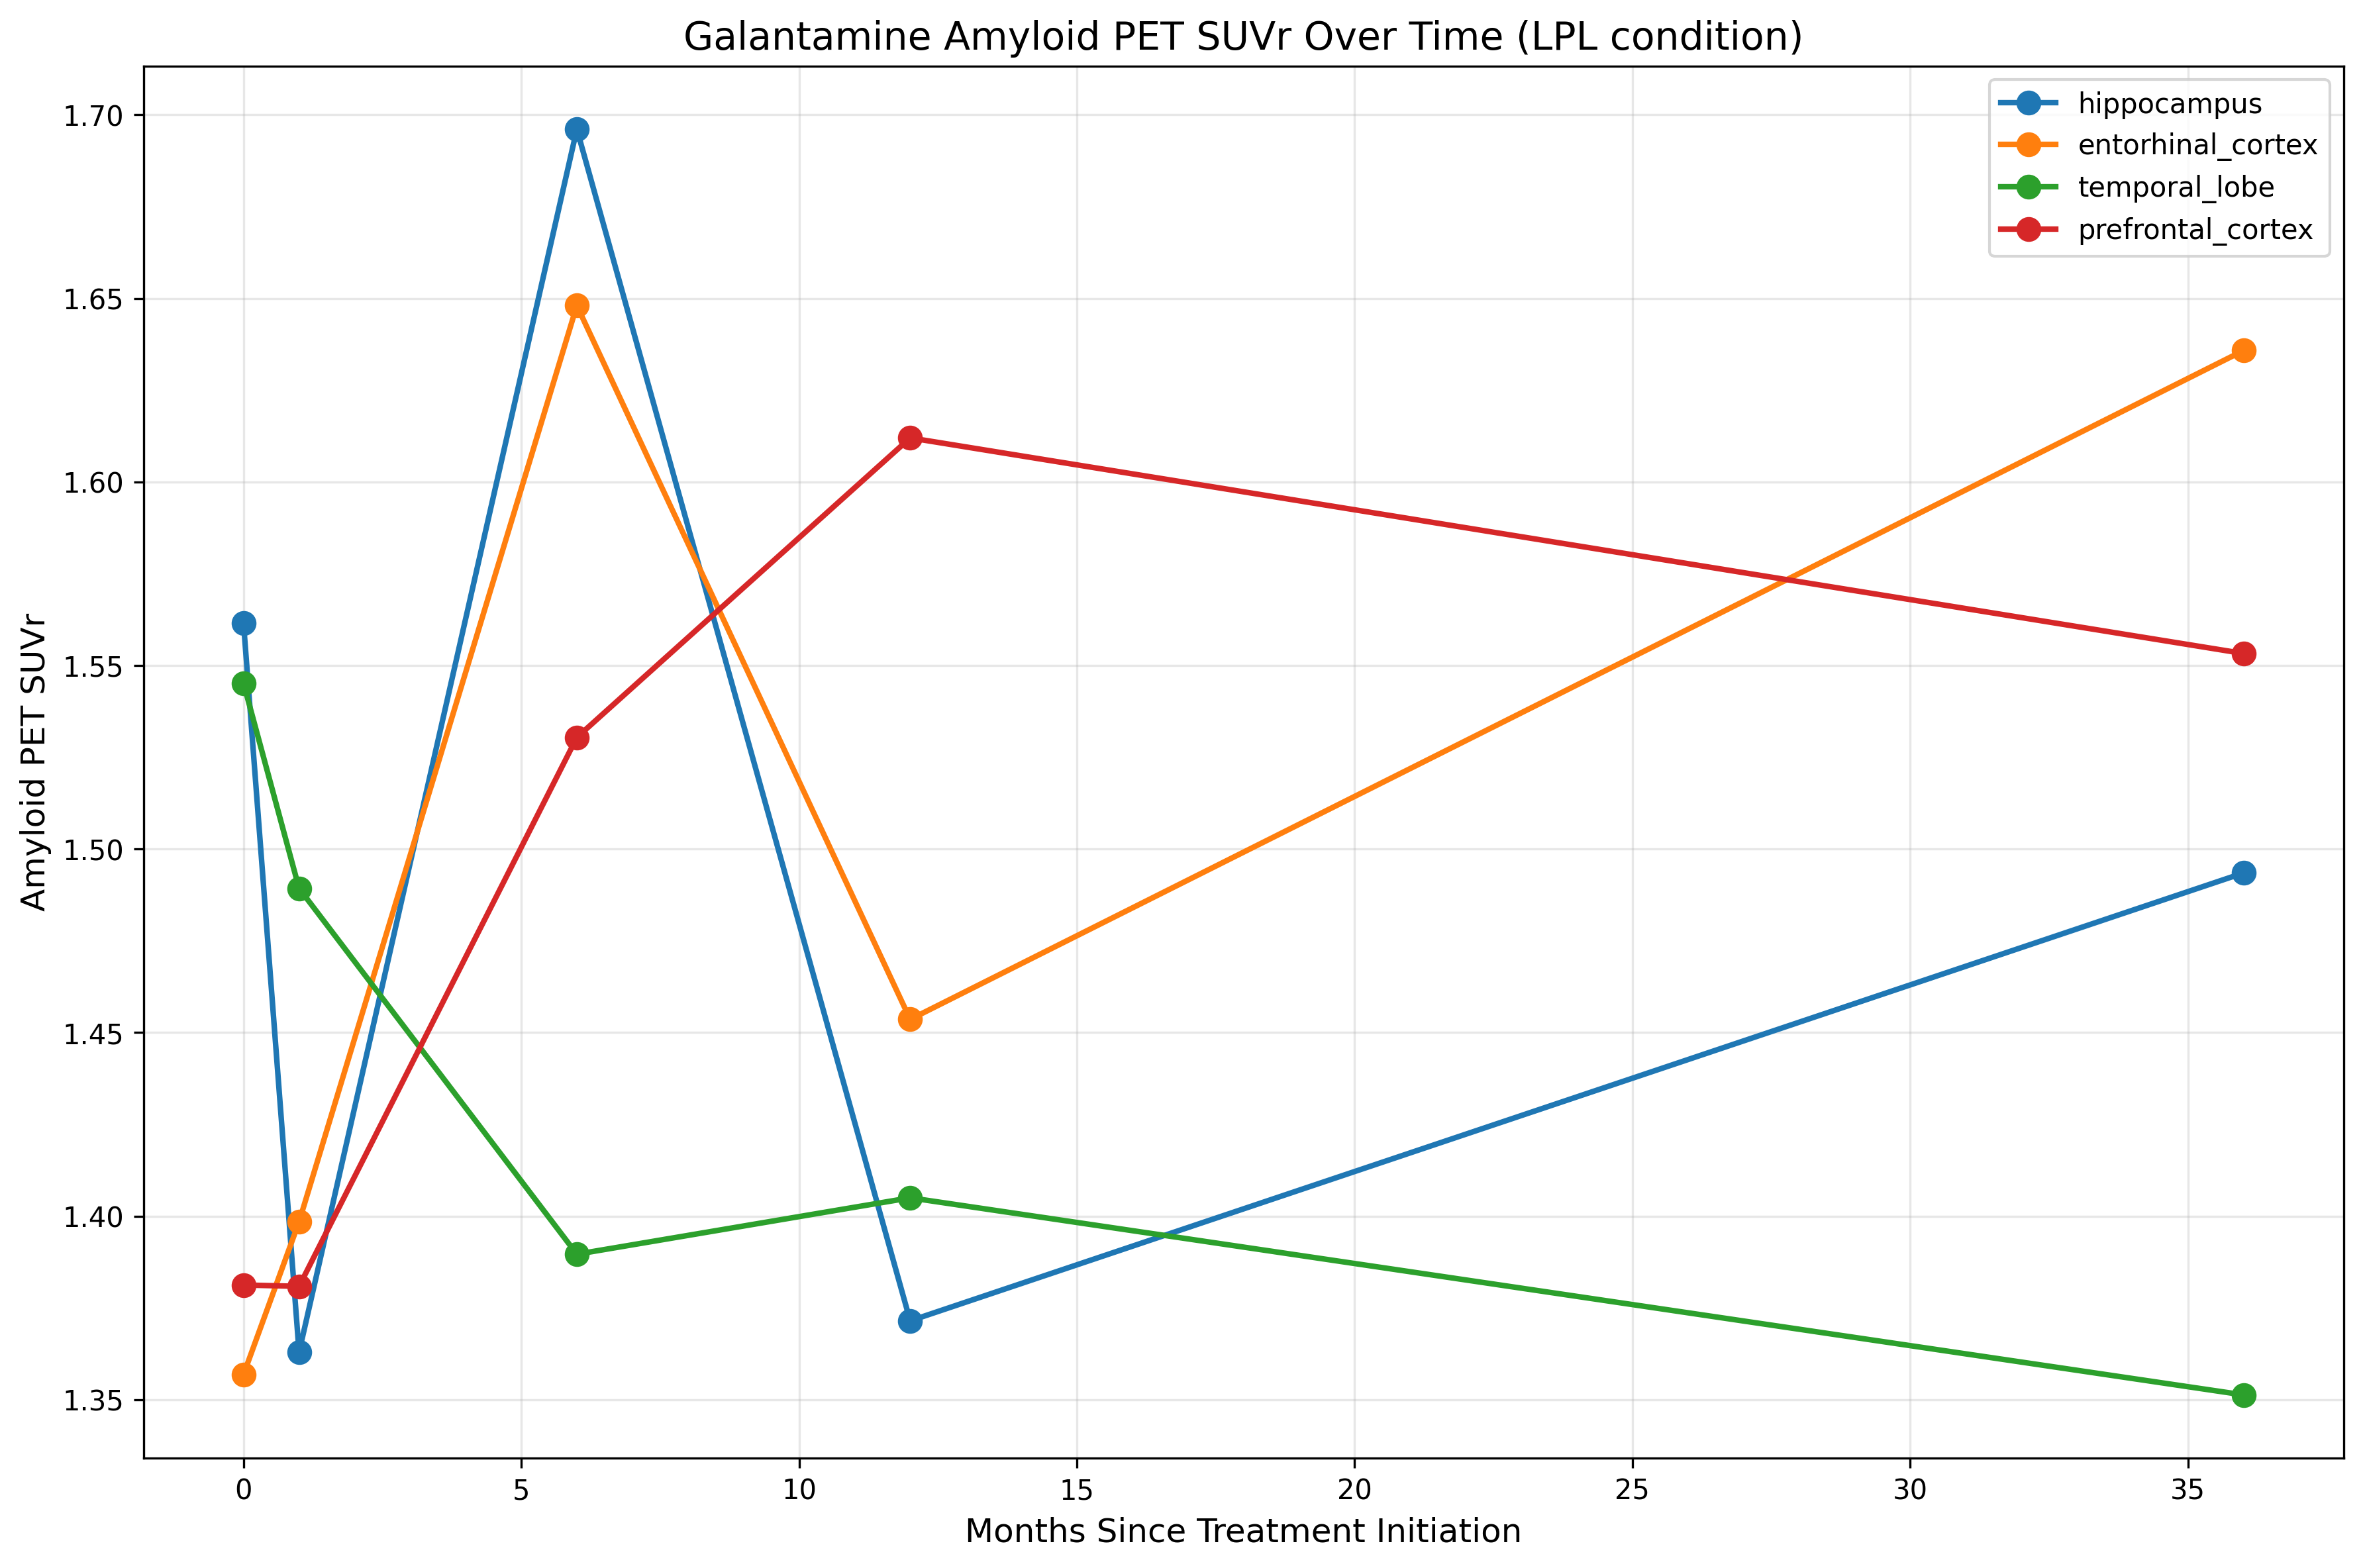 Galantamine Amyloid PET SUVr Over Time (LPL condition)
hippocampus
entorhinal_cortex
temporal_lobe
prefrontal_cortex
Amyloid PET SUVr
1.70
1.65
1.60
1.55
1.50
1.45
1.40
1.35
0 5 10 15 20 25 30 35
Months Since Treatment Initiation